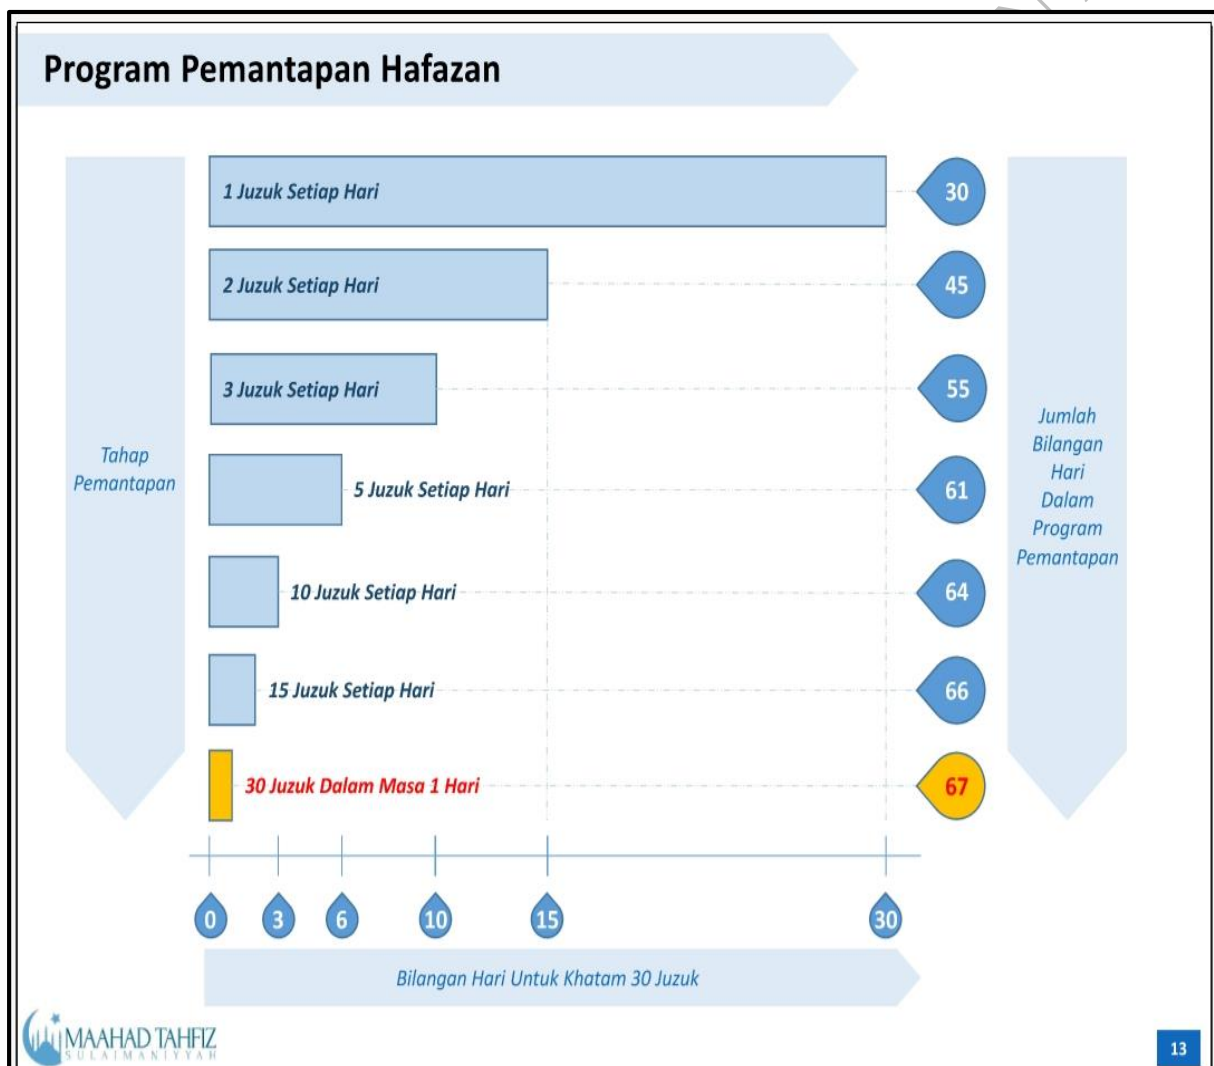 Program Pemantapan Hafazan
1 Juzuk Setiap Hari
30
2 Juzuk Setiap Hari
45
3 Juzuk Setiap Hari
55
Tahap
Pemantapan
5 Juzuk Setiap Hari
61
Jumlah
Bilangan
Hari
Dalam
Program
Pemantapan
10 Juzuk Setiap Hari
64
15 Juzuk Setiap Hari
66
30 Juzuk Dalam Masa 1 Hari
67
0 3 6 10 15 30
Bilangan Hari Untuk Khatam 30 Juzuk
MAAHAD TAHFIZ
SULAIMANIYYAH
13